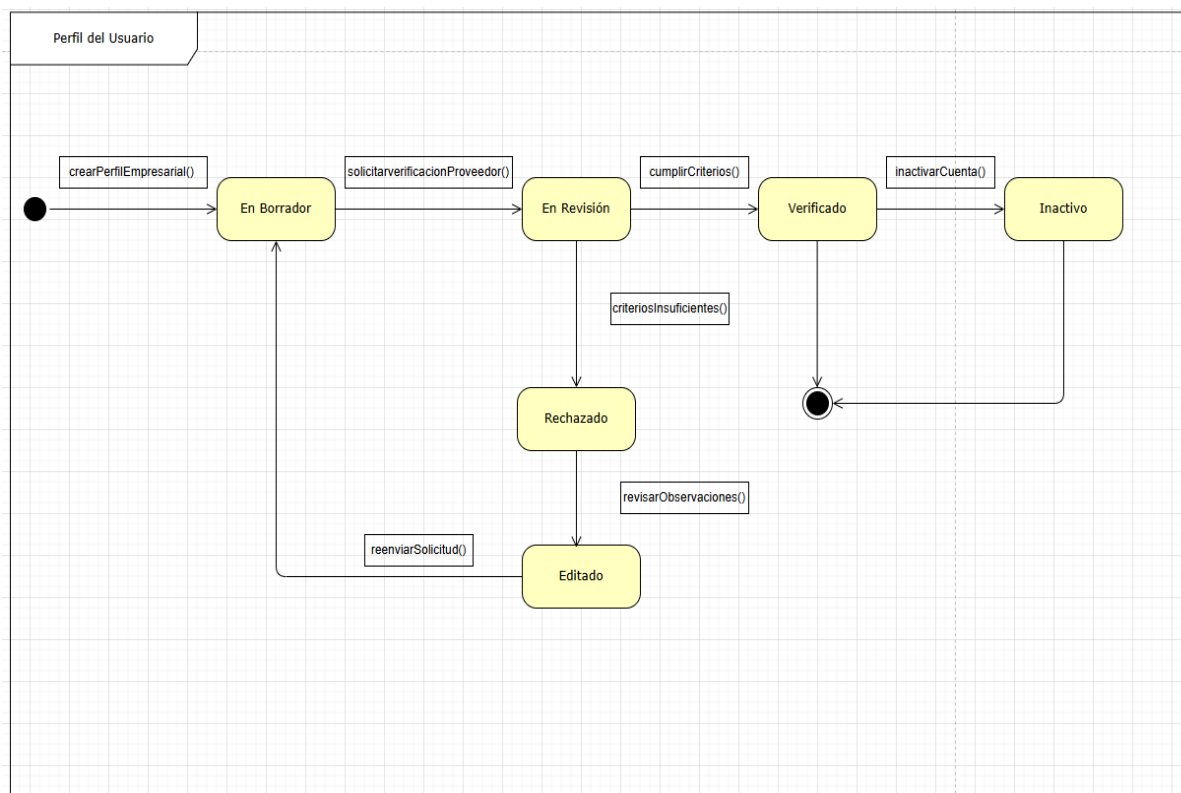 Perfil del Usuario
crearPerfilEmpresarial()
solicitarverificacionProveedor()
cumplirCriterios()
inactivarCuenta()
En Borrador
En Revisión
Verificado
Inactivo
criteriosInsuficientes()
Rechazado
revisarObservaciones()
reenviarSolicitud()
Editado